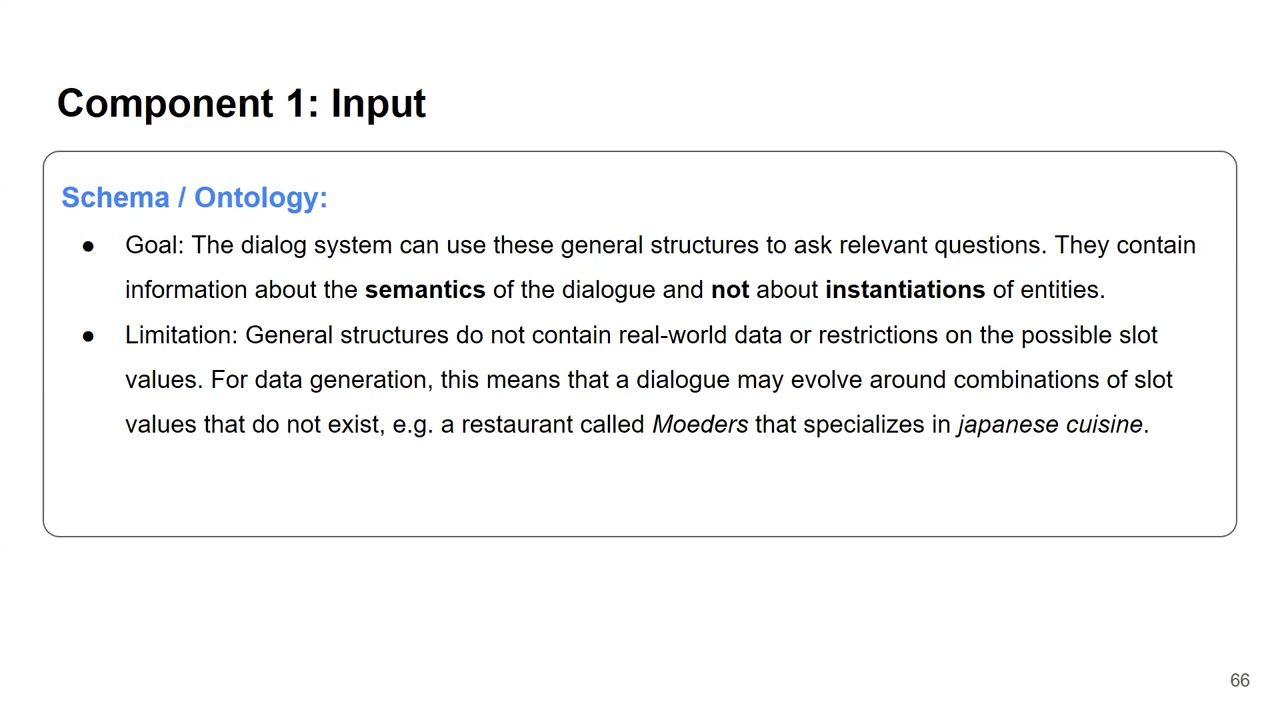 Component 1: Input
Schema / Ontology:
● Goal: The dialog system can use these general structures to ask relevant questions. They contain
information about the semantics of the dialogue and not about instantiations of entities.
● Limitation: General structures do not contain real-world data or restrictions on the possible slot
values. For data generation, this means that a dialogue may evolve around combinations of slot
values that do not exist, e.g. a restaurant called Moeders that specializes in japanese cuisine.
66